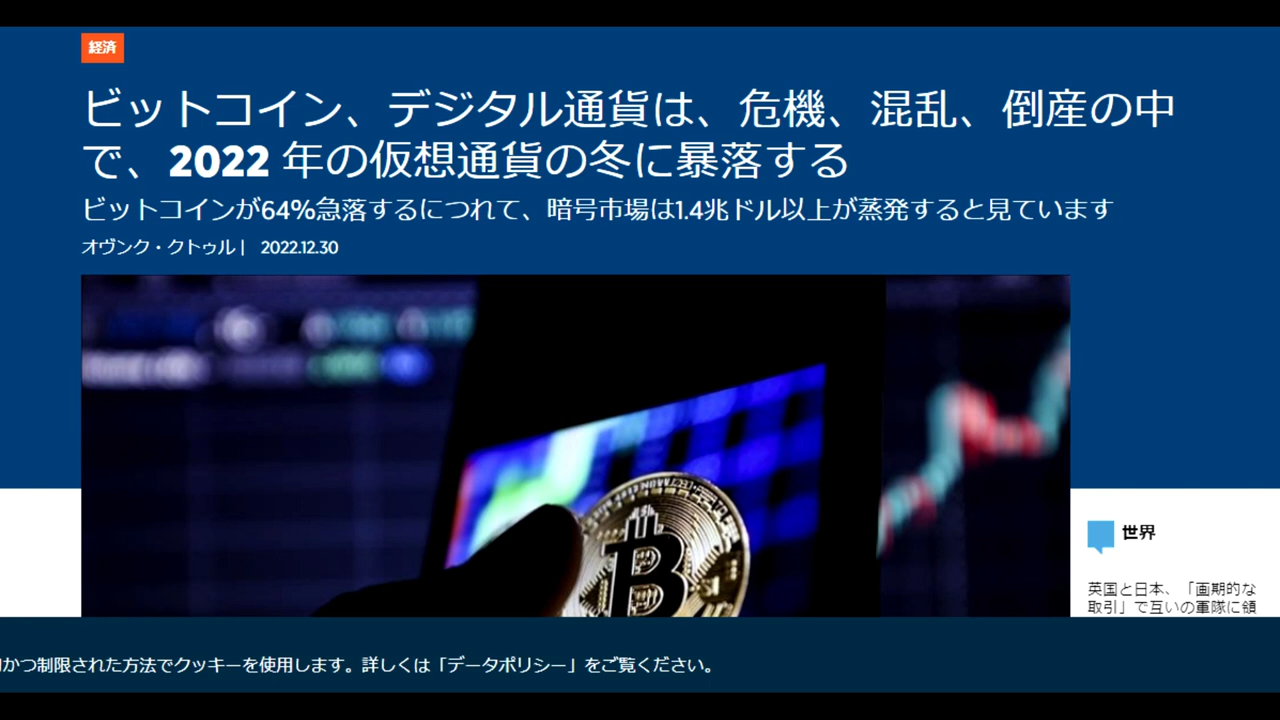 経済
ビットコイン、デジタル通貨は、危機、混乱、倒産の中
で、2022 年の仮想通貨の冬に暴落する
ビットコインが64%急落するにつれて、暗号市場は1.4兆ドル以上が蒸発すると見ています
オヴンク・クトゥル | 2022.12.30
世界
英国と日本、「画期的な
取引」で互いの軍隊に領
かつ制限された方法でクッキーを使用します。詳しくは「データポリシー」をご覧ください。